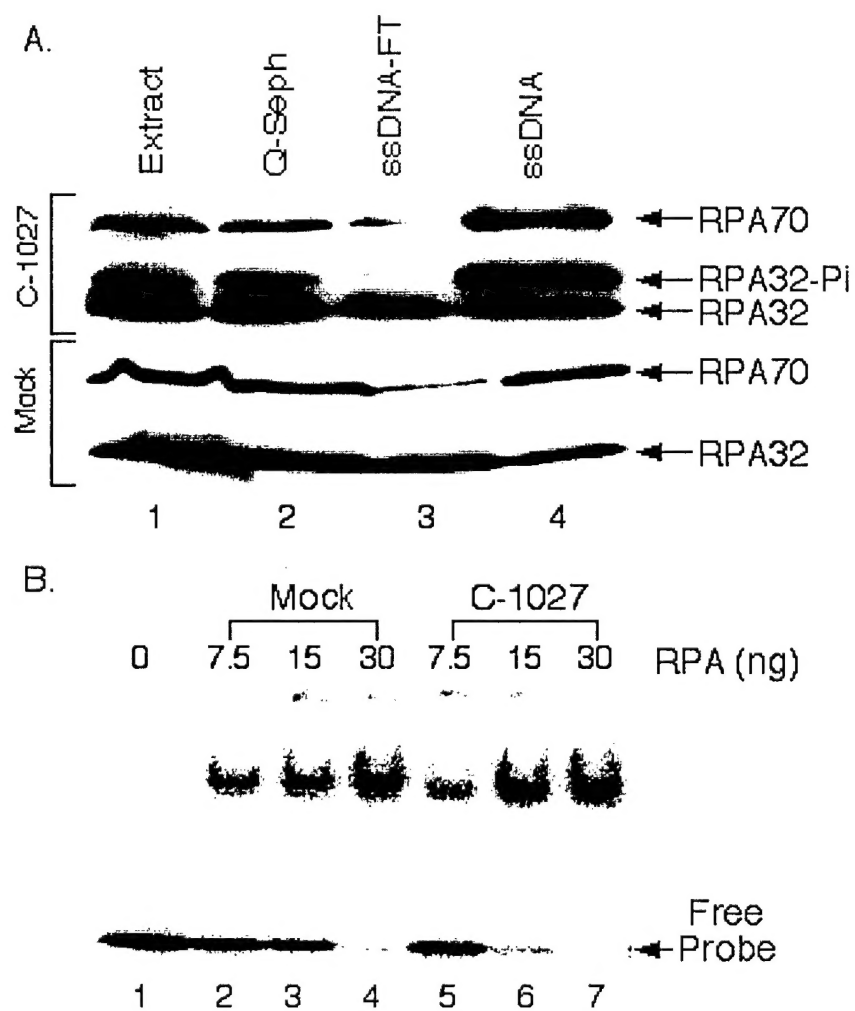 A.
Extract
Q-Seph
ssDNA-FT
ssDNA
C-1027
RPA70
RPA32-Pi
RPA32
Mock
RPA70
RPA32
1 2 3 4
B.
Mock C-1027
0 7.5 15 30 7.5 15 30 RPA (ng)
Free
Probe
1 2 3 4 5 6 7